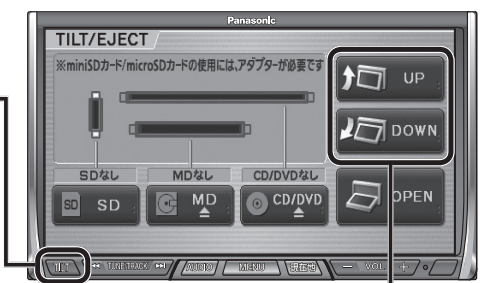 Panasonic
TILT/EJECT
※miniSDカード/microSDカードの使用には、アダプターが必要です
UP
DOWN
SDなし MDなし CD/DVDなし
SD SD MD CD/DVD OPEN
TILT TUNE/TRACK AUDIO MENU 現在地 － VOL ＋